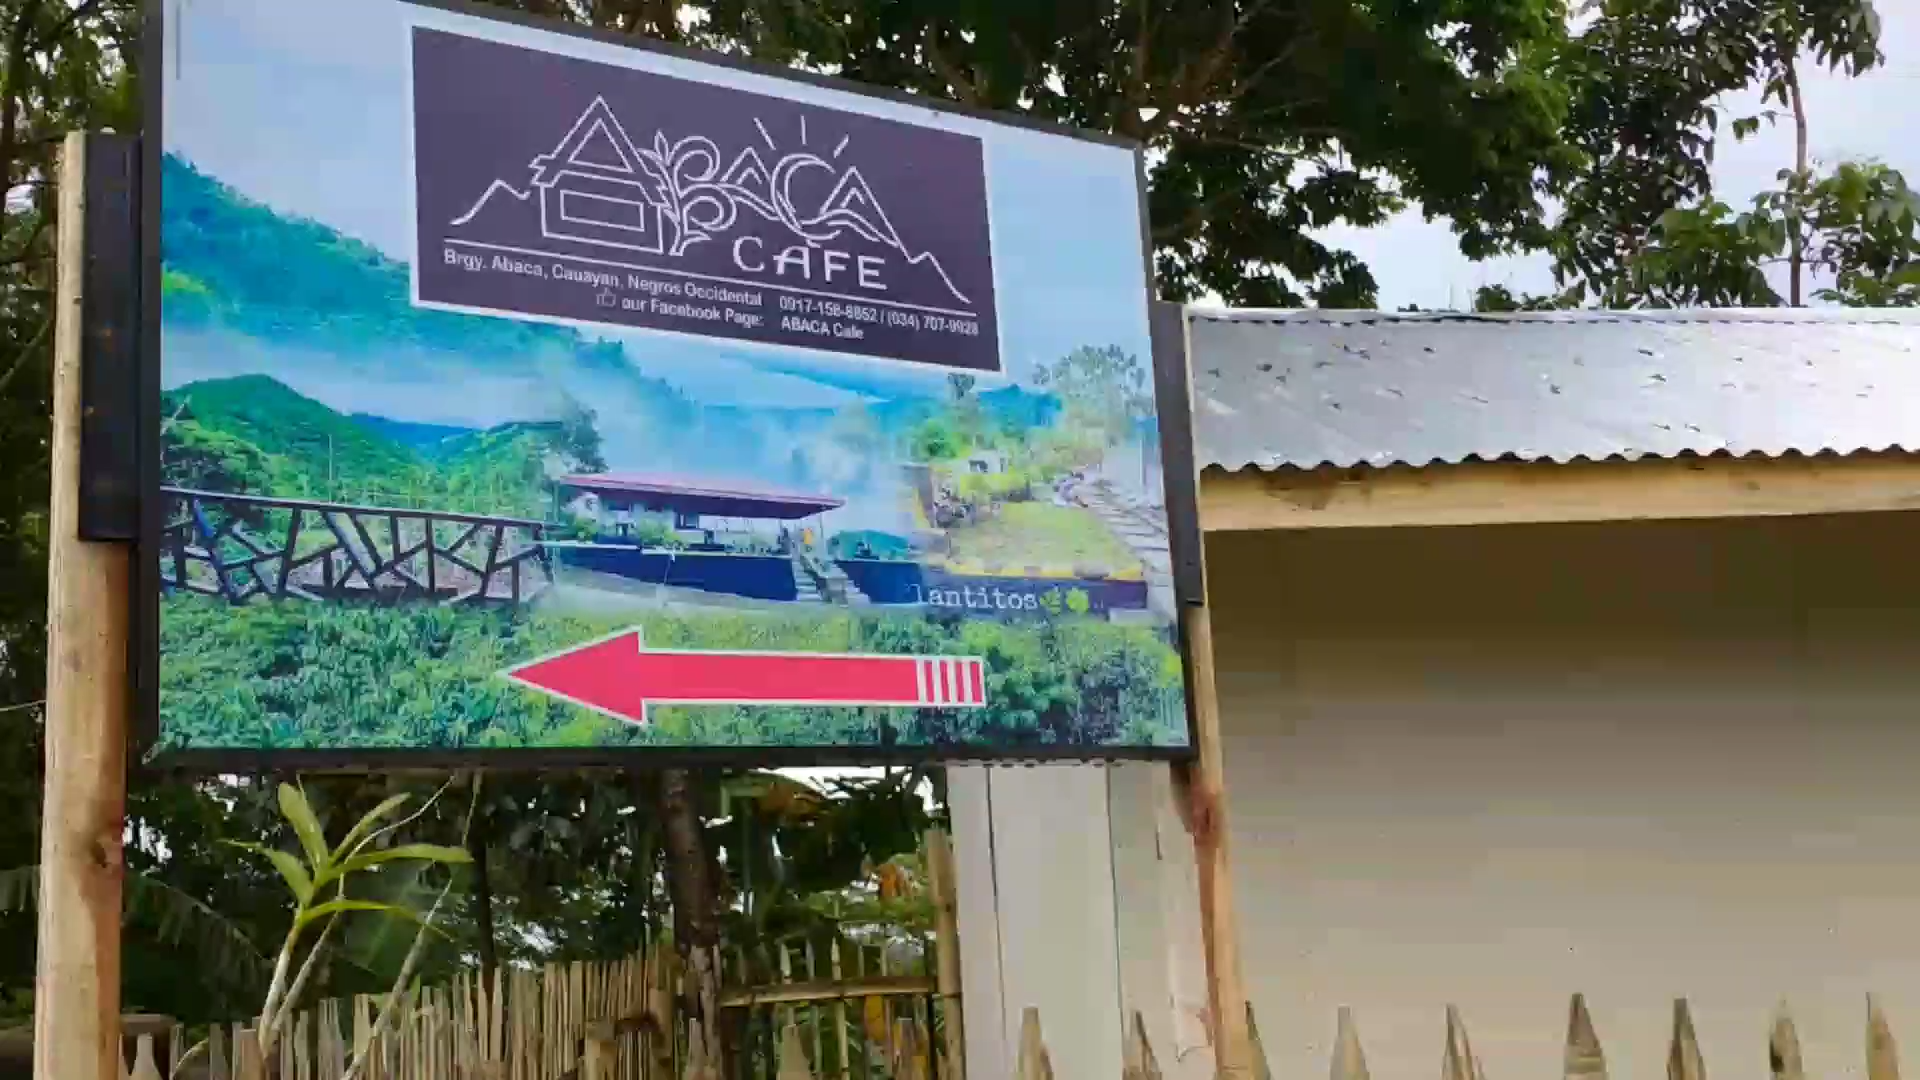 ABACA
CAFE
Brgy. Abaca, Cauayan, Negros Occidental 0917-158-8852 / (034) 707-9928
our Facebook Page: ABACA Cafe
lantitos